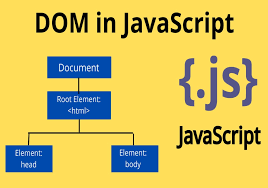 DOM in JavaScript
Document
Root Element:
<html>
Element:
head
Element:
body
{.js}
JavaScript